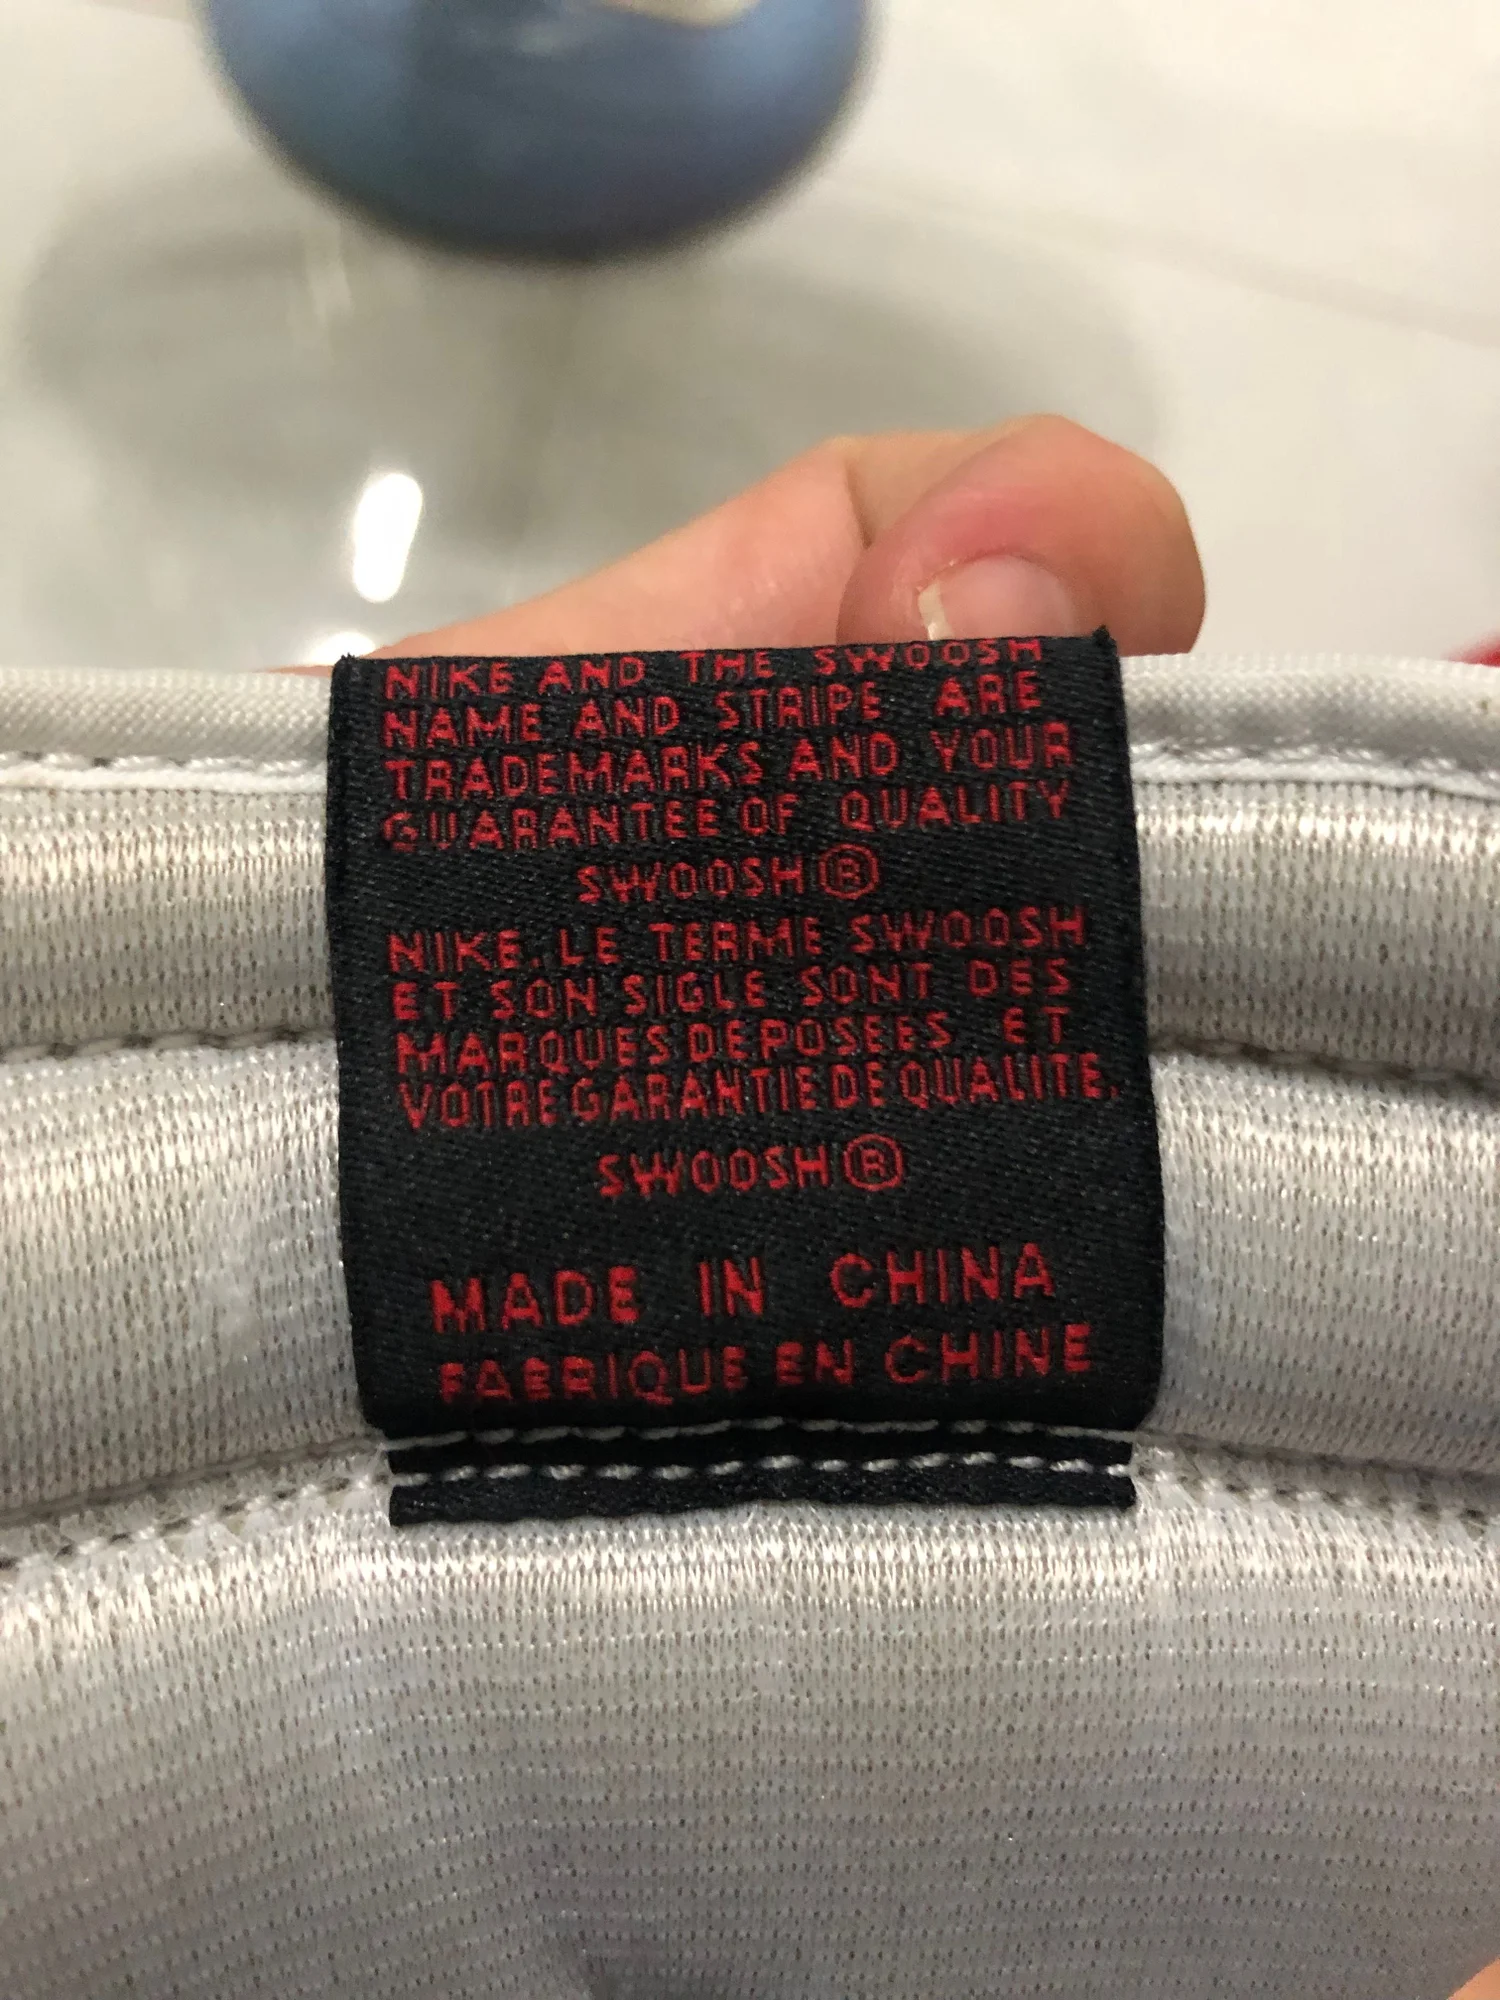 NIKE AND THE SWOOSH
NAME AND STRIPE ARE
TRADEMARKS AND YOUR
GUARANTEE OF QUALITY
SWOOSH®
NIKE. LE TERME SWOOSH
ET SON SIGLE SONT DES
MARQUES DEPOSEES ET
VOTRE GARANTIE DE QUALITE.
SWOOSH®
MADE IN CHINA
FABRIQUE EN CHINE